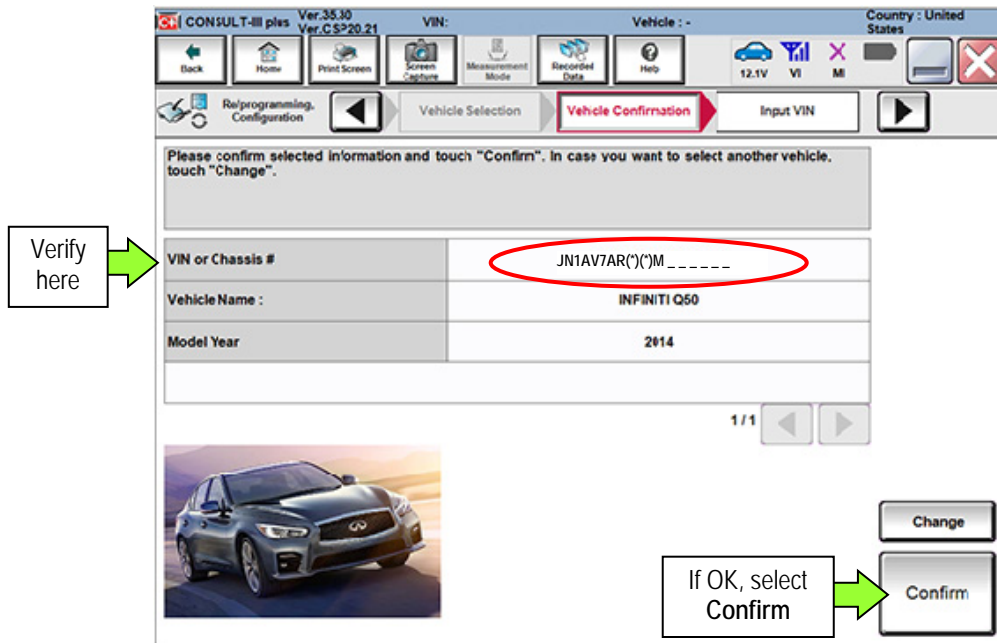 CONSULT-III plus Ver.35.30
Ver.CSP20.21
VIN:
Vehicle : -
Country : United
States
Back
Home
Print Screen
Screen
Capture
Measurement
Mode
Recorded
Data
Help
12.1V
VI
MI
Re/programming,
Configuration
Vehicle Selection
Vehicle Confirmation
Input VIN
Please confirm selected information and touch "Confirm". In case you want to select another vehicle,
touch "Change".
Verify
here
VIN or Chassis #
JN1AV7AR(*)(*)M _ _ _ _ _ _
Vehicle Name :
INFINITI Q50
Model Year
2014
1/1
Change
If OK, select
Confirm
Confirm